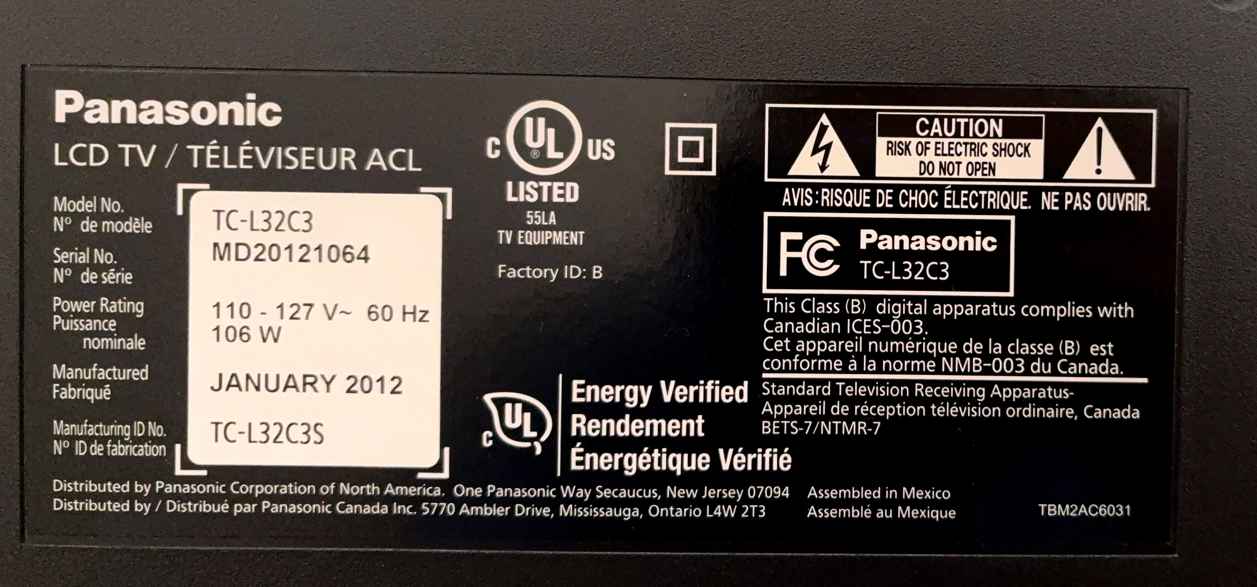 Panasonic
LCD TV / TÉLÉVISEUR ACL
Model No.
Nº de modèle
TC-L32C3
Serial No.
Nº de série
MD20121064
Power Rating
Puissance
nominale
110 - 127 V~ 60 Hz
106 W
Manufactured
Fabriqué
JANUARY 2012
Manufacturing ID No.
Nº ID de fabrication
TC-L32C3S
C UL ® US
LISTED
55LA
TV EQUIPMENT
Factory ID: B
c UL
Energy Verified
Rendement
Énergétique Vérifié
CAUTION
RISK OF ELECTRIC SHOCK
DO NOT OPEN
AVIS: RISQUE DE CHOC ÉLECTRIQUE. NE PAS OUVRIR.
FC Panasonic
TC-L32C3
This Class (B) digital apparatus complies with
Canadian ICES-003.
Cet appareil numérique de la classe (B) est
conforme à la norme NMB-003 du Canada.
Standard Television Receiving Apparatus-
Appareil de réception télévision ordinaire, Canada
BETS-7/NTMR-7
Distributed by Panasonic Corporation of North America. One Panasonic Way Secaucus, New Jersey 07094
Distributed by / Distribué par Panasonic Canada Inc. 5770 Ambler Drive, Mississauga, Ontario L4W 2T3
Assembled in Mexico
Assemblé au Mexique
TBM2AC6031